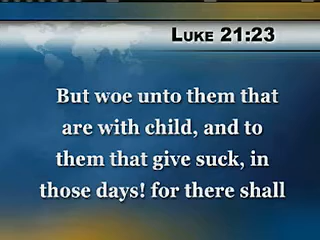 Luke 21:23
But woe unto them that
are with child, and to
them that give suck, in
those days! for there shall